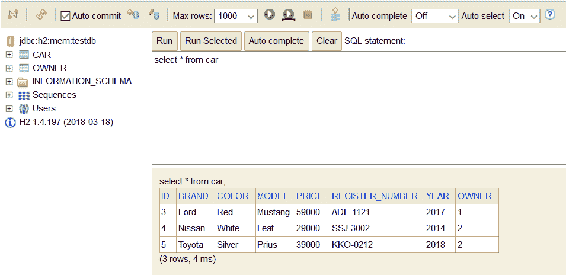 Auto commit Max rows: 1000 Auto complete Off Auto select On
jdbc:h2:mem:testdb
CAR
OWNER
INFORMATION_SCHEMA
Sequences
Users
H2 1.4.197 (2018-03-18)
Run Run Selected Auto complete Clear SQL statement:
select * from car
select * from car;
ID BRAND COLOR MODEL PRICE REGISTER_NUMBER YEAR OWNER
3 Ford Red Mustang 59000 ADF-1121 2017 1
4 Nissan White Leaf 29000 SSJ-3002 2014 2
5 Toyota Silver Prius 39000 KKO-0212 2018 2
(3 rows, 4 ms)